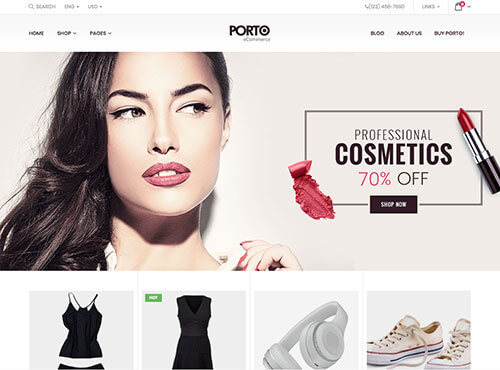 SEARCH ENG USD (123) 456-7890 LINKS
HOME SHOP PAGES PORTO BLOG ABOUT US BUY PORTO!
eCommerce
PROFESSIONAL
COSMETICS
70% OFF
SHOP NOW
HOT